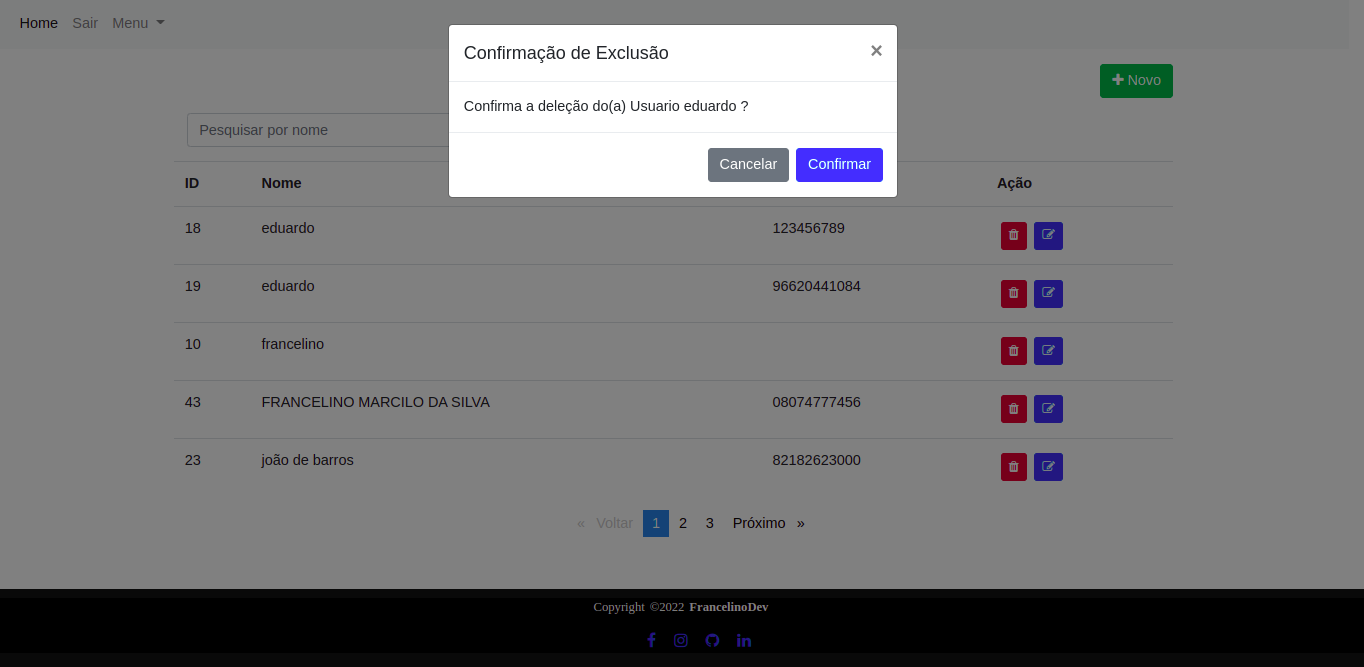 Home Sair Menu
Confirmação de Exclusão ×
Novo
Confirma a deleção do(a) Usuario eduardo ?
Pesquisar por nome
Cancelar Confirmar
ID Nome Ação
18 eduardo 123456789
19 eduardo 96620441084
10 francelino
43 FRANCELINO MARCILO DA SILVA 08074777456
23 joão de barros 82182623000
« Voltar 1 2 3 Próximo »
Copyright ©2022 FrancelinoDev